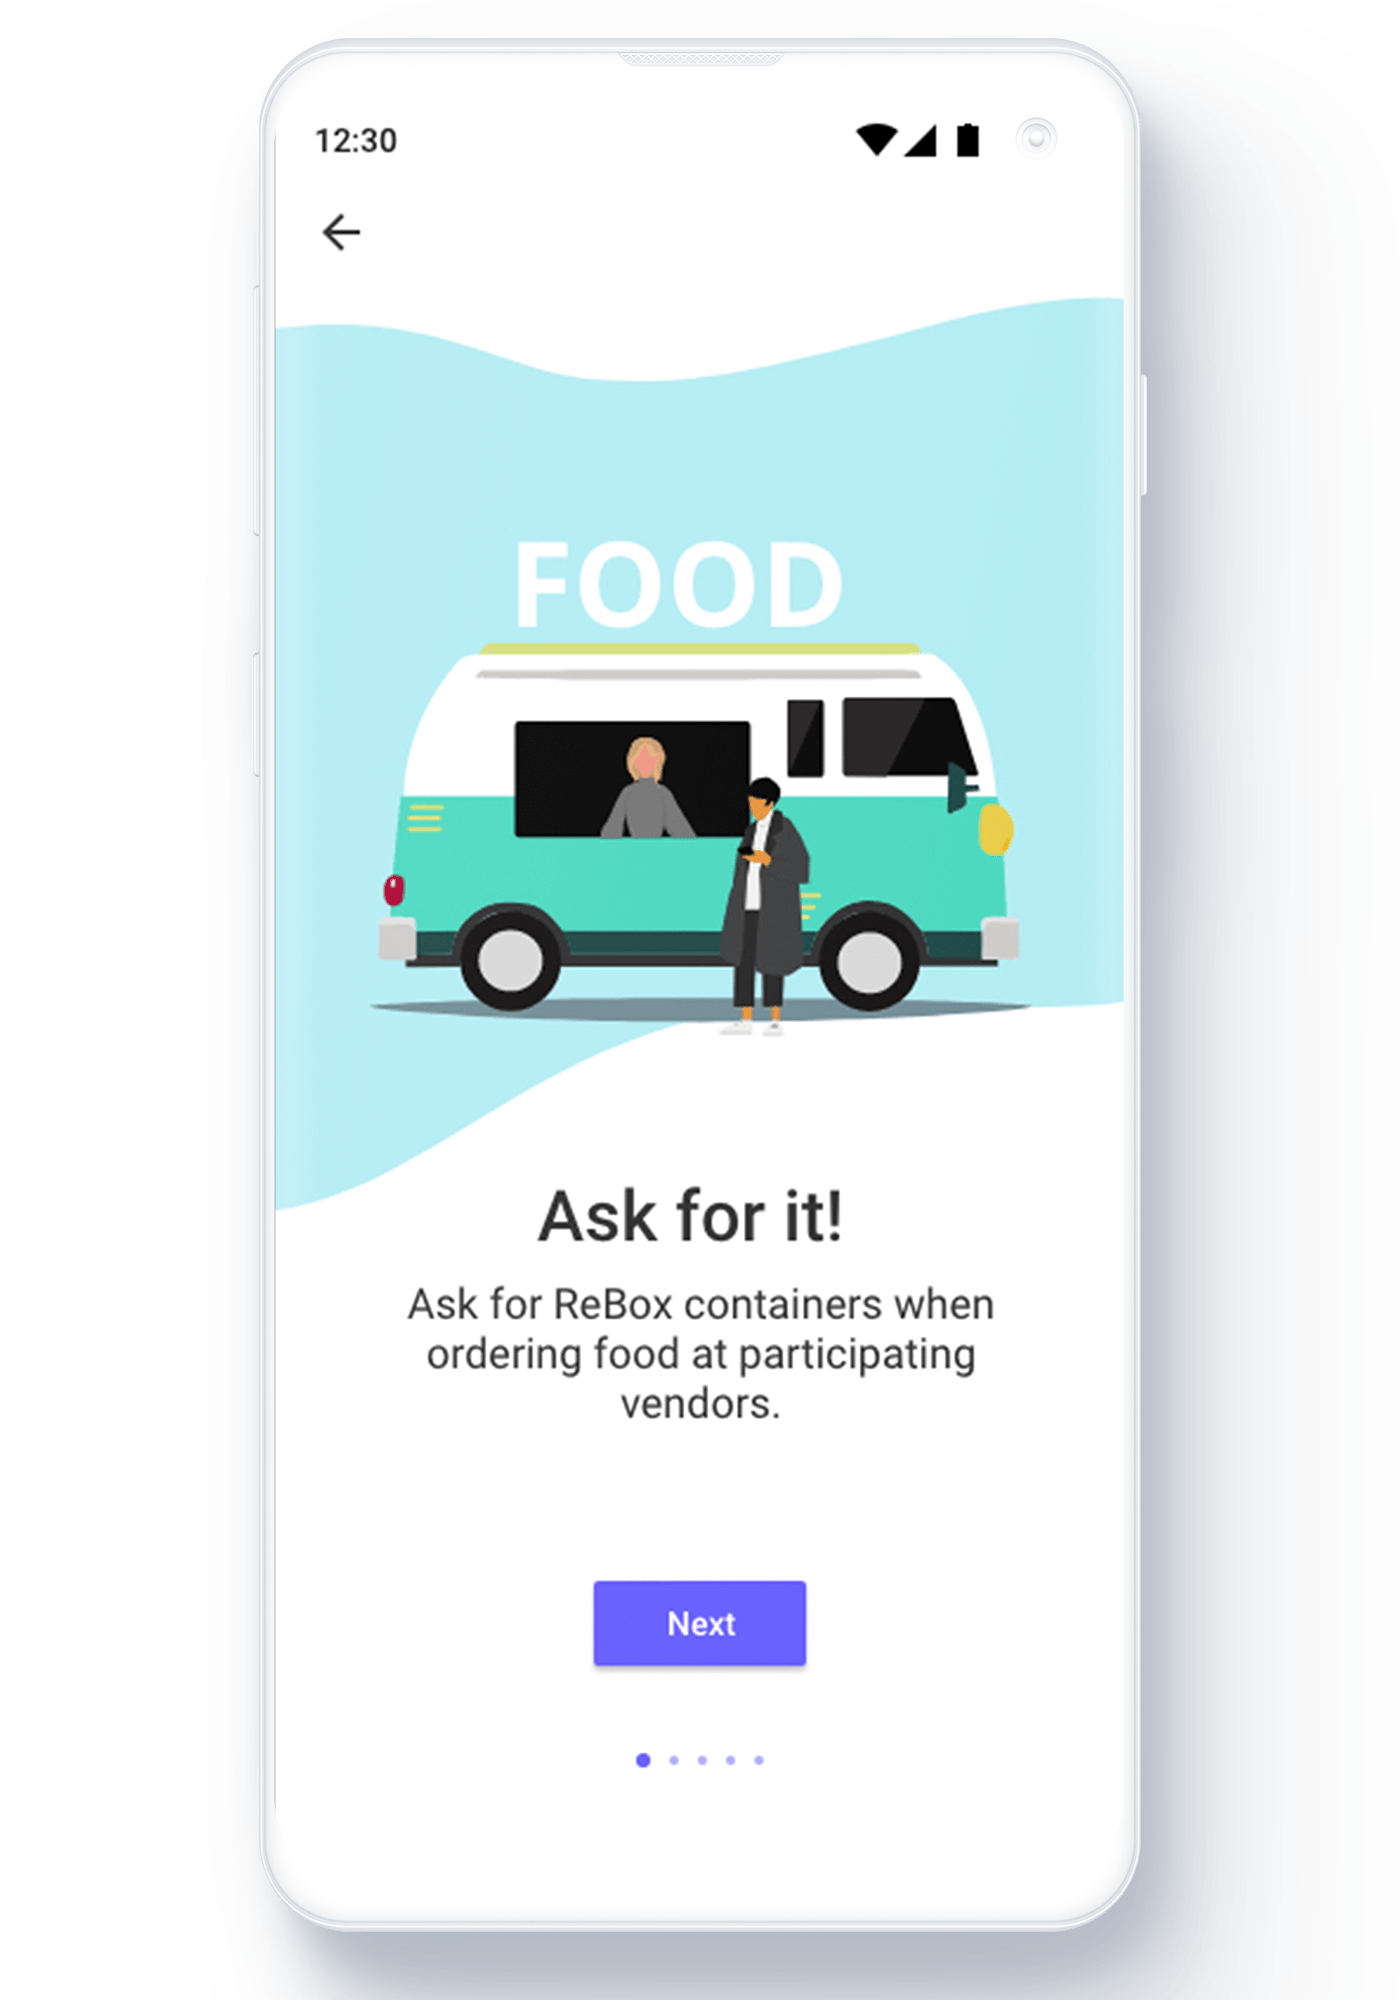 12:30
FOOD
Ask for it!
Ask for ReBox containers when
ordering food at participating
vendors.
Next